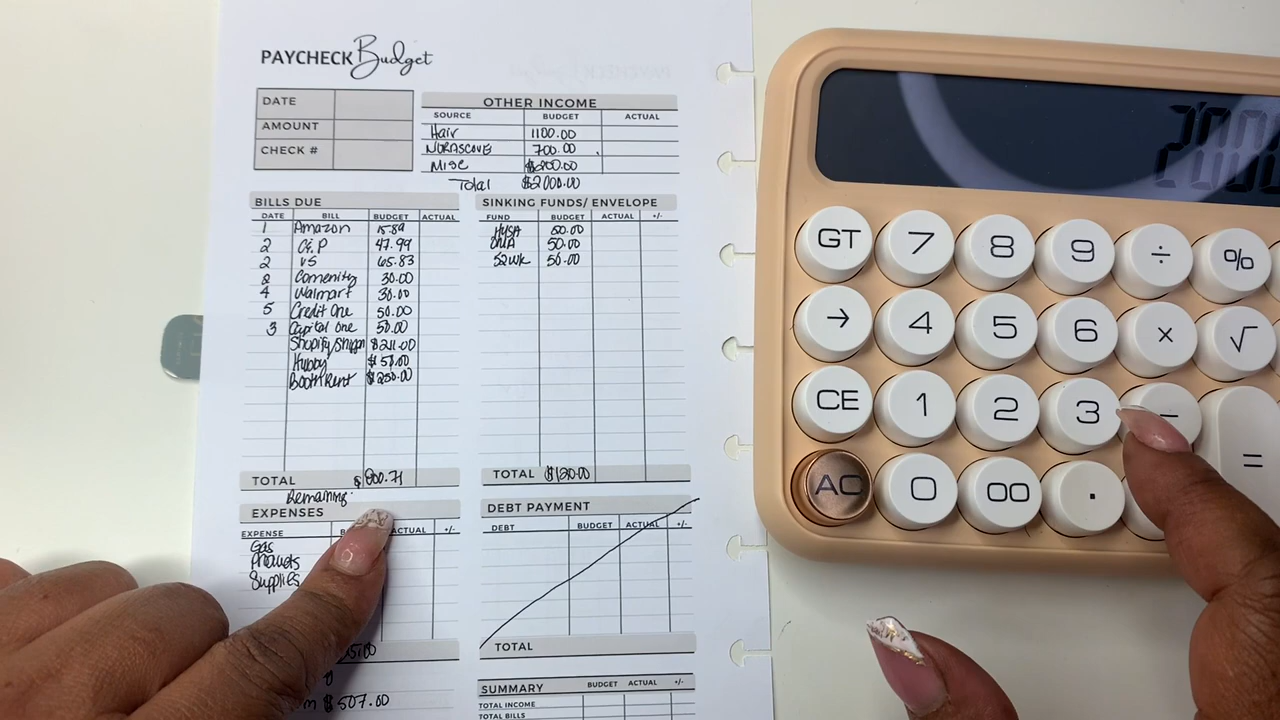 PAYCHECK Budget
DATE
AMOUNT
CHECK #
OTHER INCOME
SOURCE BUDGET ACTUAL
Hair 1100.00
700.00
Misc $200.00
Total $2000.00
BILLS DUE
DATE BILL BUDGET ACTUAL
1 Amazon 15.89
2 47.99
2 VS 65.83
2 Comenity 30.00
4 Walmart 30.00
5 Credit One 50.00
3 Capital One 50.00
Shopify/Shippn $211.00
Hubby $50.00
Booth Rent $250.00
TOTAL $800.71
Remaining:
SINKING FUNDS/ ENVELOPE
FUND BUDGET ACTUAL +/-
HYSA 50.00
50.00
52WK 50.00
TOTAL $150.00
EXPENSES
EXPENSE ACTUAL +/-
Gas
Products
Supplies
$507.00
DEBT PAYMENT
DEBT BUDGET ACTUAL +/-
TOTAL
SUMMARY BUDGET ACTUAL +/-
TOTAL INCOME
TOTAL BILLS
GT 7 8 9 ÷ %
→ 4 5 6 × √
CE 1 2 3 - =
AC 0 00 .